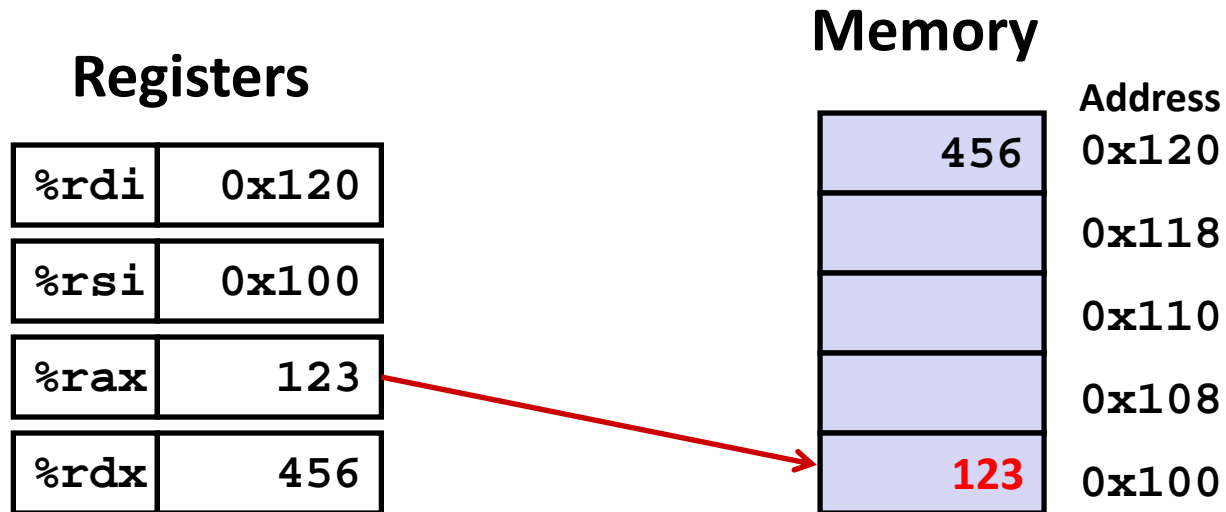 Registers
%rdi 0x120
%rsi 0x100
%rax 123
%rdx 456
Memory
Address
456 0x120
0x118
0x110
0x108
123 0x100